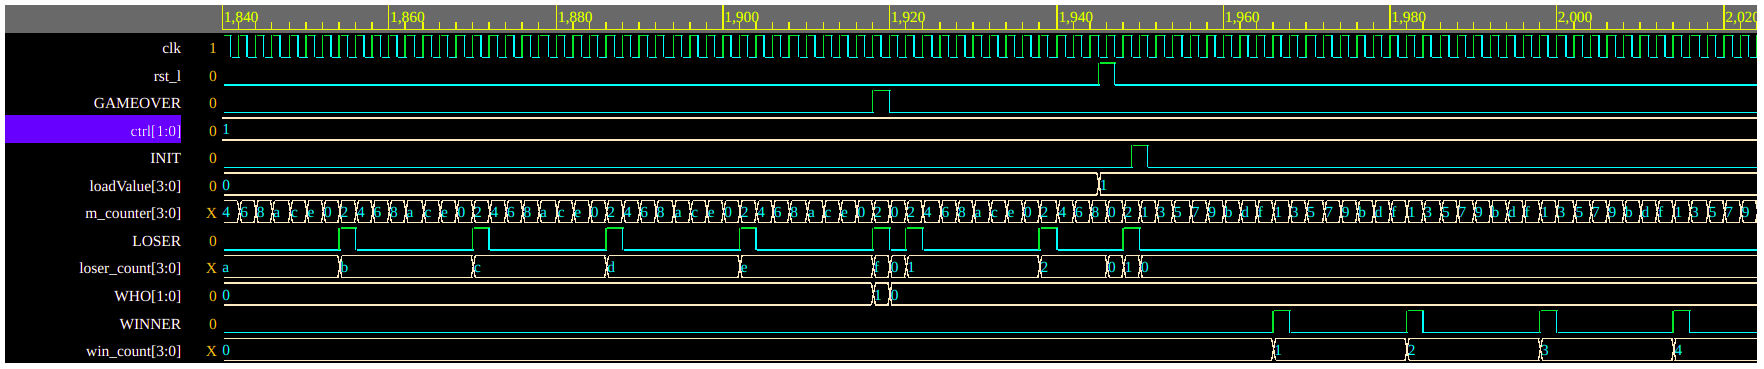 1,840 1,860 1,880 1,900 1,920 1,940 1,960 1,980 2,000 2,020
clk 1
rst_l 0
GAMEOVER 0
ctrl[1:0] 0 1
INIT 0
loadValue[3:0] 0 0 1
m_counter[3:0] X 4 6 8 a c e 0 2 4 6 8 a c e 0 2 4 6 8 a c e 0 2 4 6 8 a c e 0 2 4 6 8 a c e 0 2 0 2 4 6 8 a c e 0 2 4 6 8 0 2 1 3 5 7 9 b d f 1 3 5 7 9 b d f 1 3 5 7 9 b d f 1 3 5 7 9 b d f 1 3 5 7 9
LOSER 0
loser_count[3:0] X a b c d e f 0 1 2 0 1 0
WHO[1:0] 0 0 1 0
WINNER 0
win_count[3:0] X 0 1 2 3 4